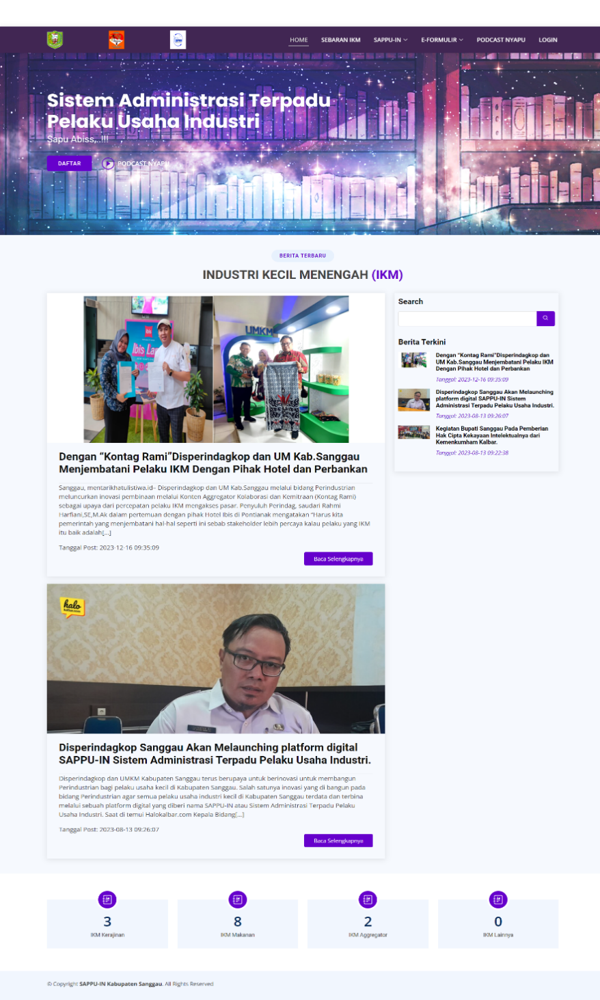 HOME SEBARAN IKM SAPPU-IN E-FORMULIR PODCAST NYAPU LOGIN
Sistem Administrasi Terpadu
Pelaku Usaha Industri
Sapu Abiss,..!!!
DAFTAR PODCAST NYAPU
BERITA TERBARU
INDUSTRI KECIL MENENGAH (IKM)
ibis
Ibis La
UMKM
Dengan “Kontag Rami”Disperindagkop dan UM Kab.Sanggau
Menjembatani Pelaku IKM Dengan Pihak Hotel dan Perbankan
Sanggau, mentarikhatulistiwa.id– Disperindagkop dan UM Kab.Sanggau melalui bidang Perindustrian
meluncurkan inovasi pembinaan melalui Konten Aggregator Kolaborasi dan Kemitraan (Kontag Rami)
sebagai upaya dari percepatan pelaku IKM mengakses pasar. Penyuluh Perindag, saudari Rahmi
Harfiani,SE,M.Ak dalam pertemuan dengan pihak Hotel Ibis di Pontianak mengatakan “Harus kita
pemerintah yang menjembatani hal-hal seperti ini sebab stakeholder lebih percaya kalau pelaku yang IKM
itu baik adalah[...]
Tanggal Post: 2023-12-16 09:35:09
Baca Selengkapnya
halo
kalbar.com
Disperindagkop Sanggau Akan Melaunching platform digital
SAPPU-IN Sistem Administrasi Terpadu Pelaku Usaha Industri.
Disperindagkop dan UMKM Kabupaten Sanggau terus berupaya untuk berinovasi untuk membangun
Perindustrian bagi pelaku usaha kecil di Kabupaten Sanggau. Salah satunya inovasi yang di bangun pada
bidang Perindustrian agar semua pelaku usaha industri kecil di Kabupaten Sanggau terdata dan terbina
melalui sebuah platform digital yang diberi nama SAPPU-IN atau Sistem Administrasi Terpadu Pelaku
Usaha Industri. Saat di temui Halokalbar.com Kepala Bidang[...]
Tanggal Post: 2023-08-13 09:26:07
Baca Selengkapnya
Search
Berita Terkini
Dengan “Kontag Rami”Disperindagkop dan
UM Kab.Sanggau Menjembatani Pelaku IKM
Dengan Pihak Hotel dan Perbankan
Tanggal: 2023-12-16 09:35:09
Disperindagkop Sanggau Akan Melaunching
platform digital SAPPU-IN Sistem
Administrasi Terpadu Pelaku Usaha Industri.
Tanggal: 2023-08-13 09:26:07
Kegiatan Bupati Sanggau Pada Pemberian
Hak Cipta Kekayaan Intelektualnya dari
Kemenkumham Kalbar.
Tanggal: 2023-08-13 09:22:38
3
IKM Kerajinan
8
IKM Makanan
2
IKM Aggregator
0
IKM Lainnya
© Copyright SAPPU-IN Kabupaten Sanggau. All Rights Reserved